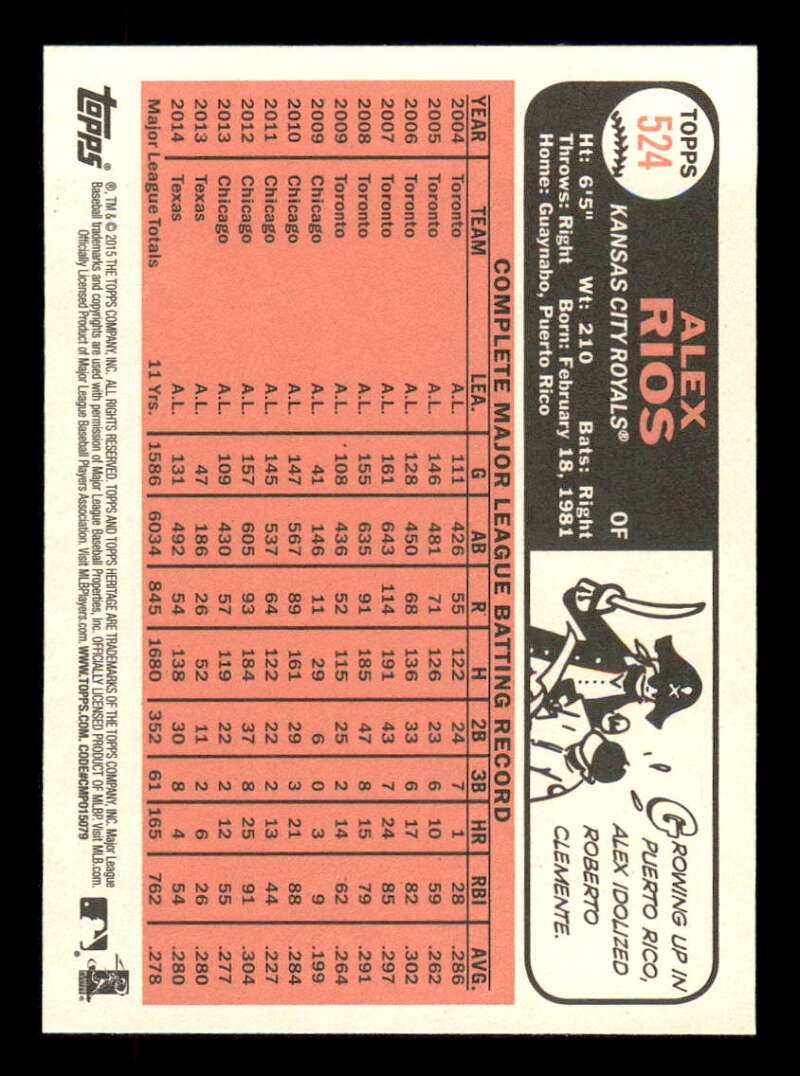 TOPPS
524
ALEX
RIOS
KANSAS CITY ROYALS® OF
Ht: 6'5" Wt: 210 Bats: Right
Throws: Right Born: February 18, 1981
Home: Guaynabo, Puerto Rico
GROWING UP IN
PUERTO RICO,
ALEX IDOLIZED
ROBERTO
CLEMENTE.
COMPLETE MAJOR LEAGUE BATTING RECORD
YEAR TEAM LEA. G AB R H 2B 3B HR RBI AVG.
2004 Toronto A.L. 111 426 55 122 24 7 1 28 .286
2005 Toronto A.L. 146 481 71 126 23 6 10 59 .262
2006 Toronto A.L. 128 450 68 136 33 6 17 82 .302
2007 Toronto A.L. 161 643 114 191 43 7 24 85 .297
2008 Toronto A.L. 155 635 91 185 47 8 15 79 .291
2009 Toronto A.L. 108 436 52 115 25 2 14 62 .264
2009 Chicago A.L. 41 146 11 29 6 0 3 9 .199
2010 Chicago A.L. 147 567 89 161 29 3 21 88 .284
2011 Chicago A.L. 145 537 64 122 22 2 13 44 .227
2012 Chicago A.L. 157 605 93 184 37 8 25 91 .304
2013 Chicago A.L. 109 430 57 119 22 2 12 55 .277
2013 Texas A.L. 47 186 26 52 11 2 6 26 .280
2014 Texas A.L. 131 492 54 138 30 8 4 54 .280
Major League Totals 11 Yrs. 1586 6034 845 1680 352 61 165 762 .278
topps®
®, TM & © 2015 THE TOPPS COMPANY, INC. ALL RIGHTS RESERVED. TOPPS AND TOPPS HERITAGE ARE TRADEMARKS OF THE TOPPS COMPANY, INC. Major League
Baseball trademarks and copyrights are used with permission of Major League Baseball Properties, Inc. OFFICIALLY LICENSED PRODUCT OF MLBP. Visit MLB.com.
Officially Licensed Product of Major League Baseball Players Association. Visit MLBPlayers.com. WWW.TOPPS.COM. CODE#CMP015079